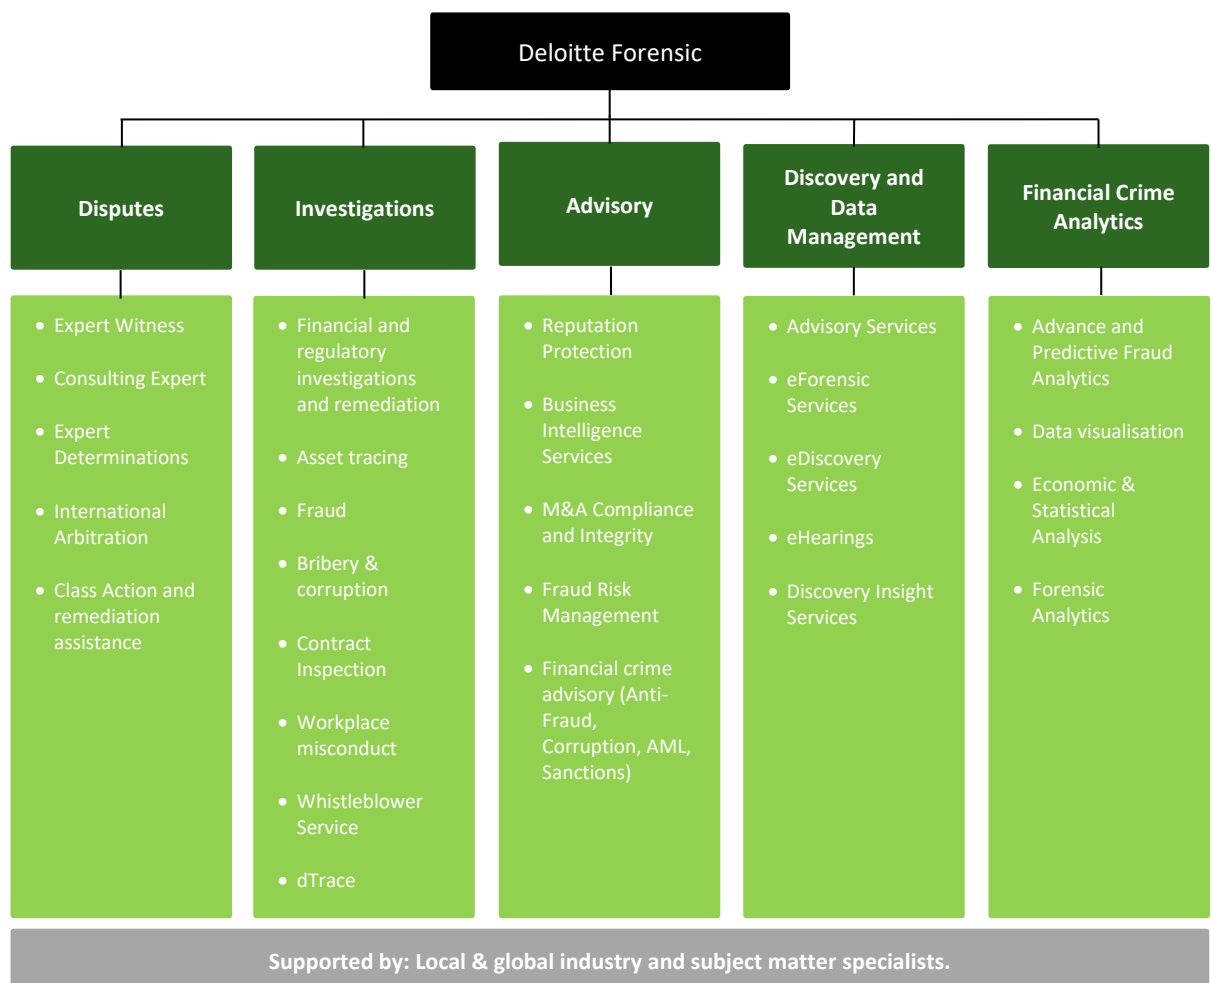 Deloitte Forensic
Disputes
Investigations
Advisory
Discovery and
Data
Management
Financial Crime
Analytics
• Expert Witness
• Consulting Expert
• Expert
Determinations
• International
Arbitration
• Class Action and
remediation
assistance
• Financial and
regulatory
investigations
and remediation
• Asset tracing
• Fraud
• Bribery &
corruption
• Contract
Inspection
• Workplace
misconduct
• Whistleblower
Service
• dTrace
• Reputation
Protection
• Business
Intelligence
Services
• M&A Compliance
and Integrity
• Fraud Risk
Management
• Financial crime
advisory (Anti-
Fraud,
Corruption, AML,
Sanctions)
• Advisory Services
• eForensic
Services
• eDiscovery
Services
• eHearings
• Discovery Insight
Services
• Advance and
Predictive Fraud
Analytics
• Data visualisation
• Economic &
Statistical
Analysis
• Forensic
Analytics
Supported by: Local & global industry and subject matter specialists.